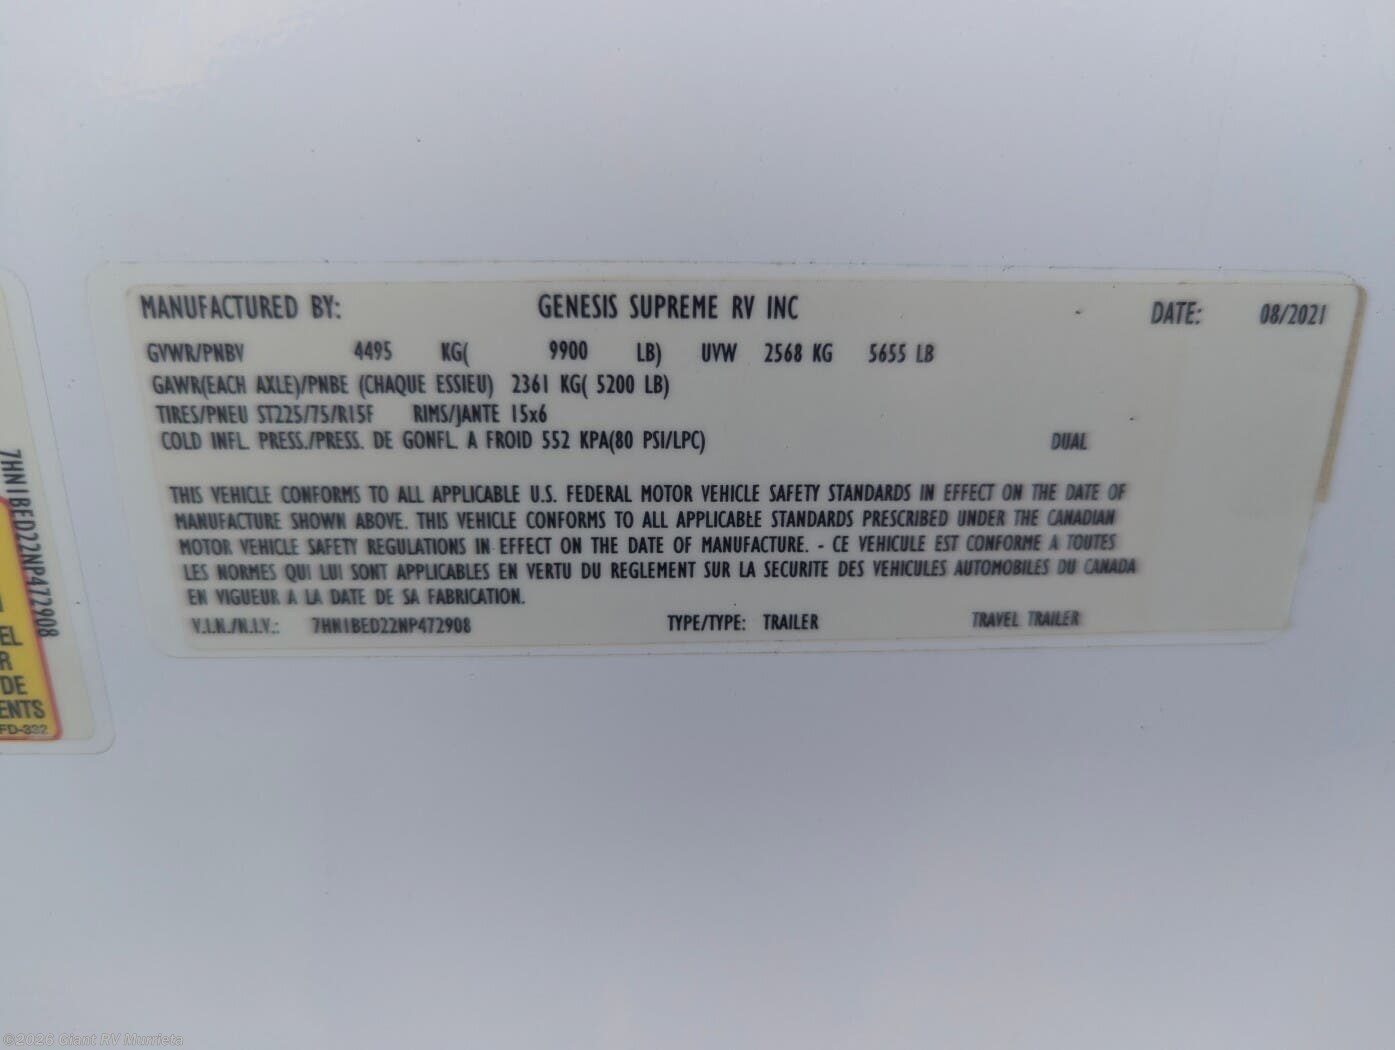 MANUFACTURED BY: GENESIS SUPREME RV INC DATE: 08/2021
GVWR/PNBV 4495 KG( 9900 LB) UVW 2568 KG 5655 LB
GAWR(EACH AXLE)/PNBE (CHAQUE ESSIEU) 2361 KG( 5200 LB)
TIRES/PNEU ST225/75/R15F RIMS/JANTE 15x6
COLD INFL. PRESS./PRESS. DE GONFL. A FROID 552 KPA(80 PSI/LPC) DUAL
THIS VEHICLE CONFORMS TO ALL APPLICABLE U.S. FEDERAL MOTOR VEHICLE SAFETY STANDARDS IN EFFECT ON THE DATE OF
MANUFACTURE SHOWN ABOVE. THIS VEHICLE CONFORMS TO ALL APPLICABLE STANDARDS PRESCRIBED UNDER THE CANADIAN
MOTOR VEHICLE SAFETY REGULATIONS IN EFFECT ON THE DATE OF MANUFACTURE. - CE VEHICULE EST CONFORME A TOUTES
LES NORMES QUI LUI SONT APPLICABLES EN VERTU DU REGLEMENT SUR LA SECURITE DES VEHICULES AUTOMOBILES DU CANADA
EN VIGUEUR A LA DATE DE SA FABRICATION.
V.I.N./N.I.V.: 7HN1BED22NP472908 TYPE/TYPE: TRAILER TRAVEL TRAILER
7HN1BED22NP472908
EL
R
DE
ENTS
FD-332
©2026 Giant RV Murrieta